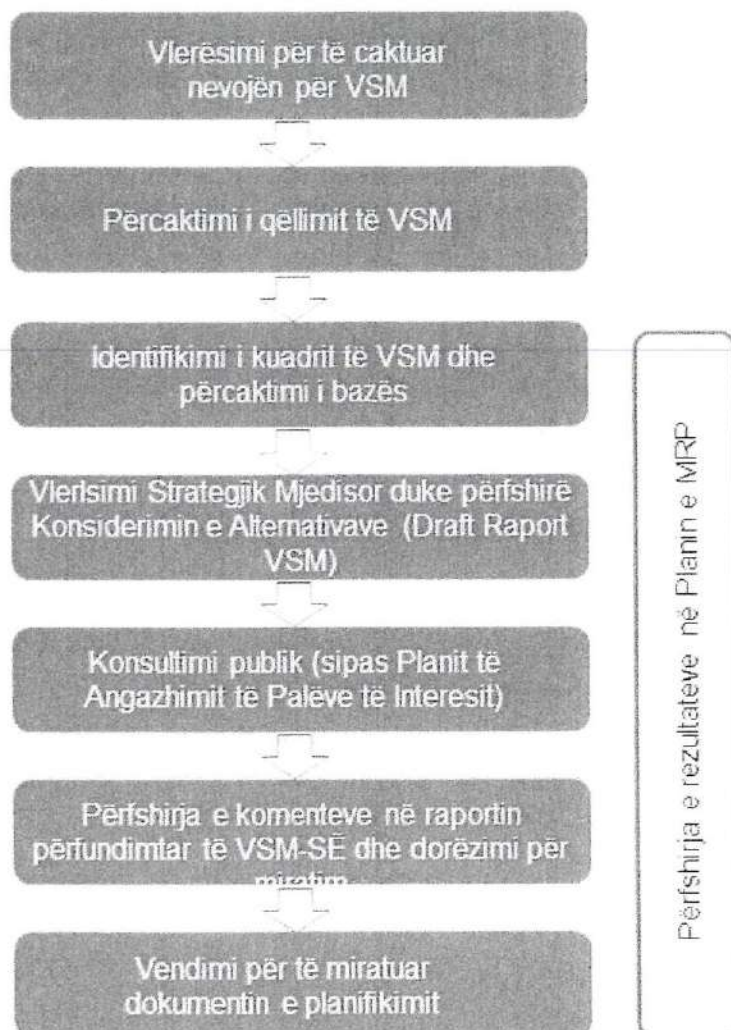 Vlerësimi për të caktuar
nevojën për VSM
Përcaktimi i qëllimit të VSM
Identifikimi i kuadrit të VSM dhe
përcaktimi i bazës
Vlerlsimi Strategjik Mjedisor duke përfshirë
Konsiderimin e Alternativave (Draft Raport
VSM)
Konsultimi publik (sipas Planit të
Angazhimit të Palëve të Interesit)
Përfshirja e komenteve në raportin
përfundimtar të VSM-SË dhe dorëzimi për
miratim
Vendimi për të miratuar
dokumentin e planifikimit
Përfshirja e rezultateve në Planin e MRP